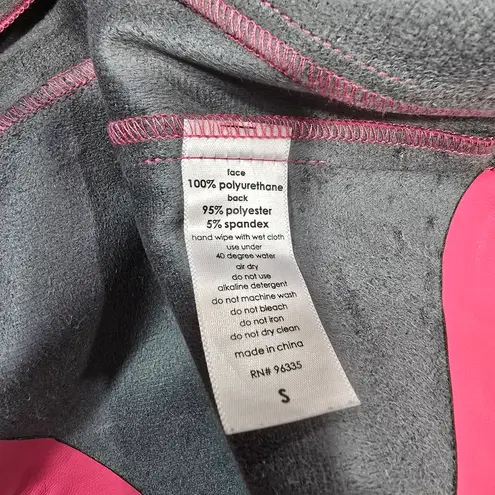 face
100% polyurethane
back
95% polyester
5% spandex
hand wipe with wet cloth
use under
40 degree water
air dry
do not use
alkaline detergent
do not machine wash
do not bleach
do not iron
do not dry clean
made in china
RN# 96335
S